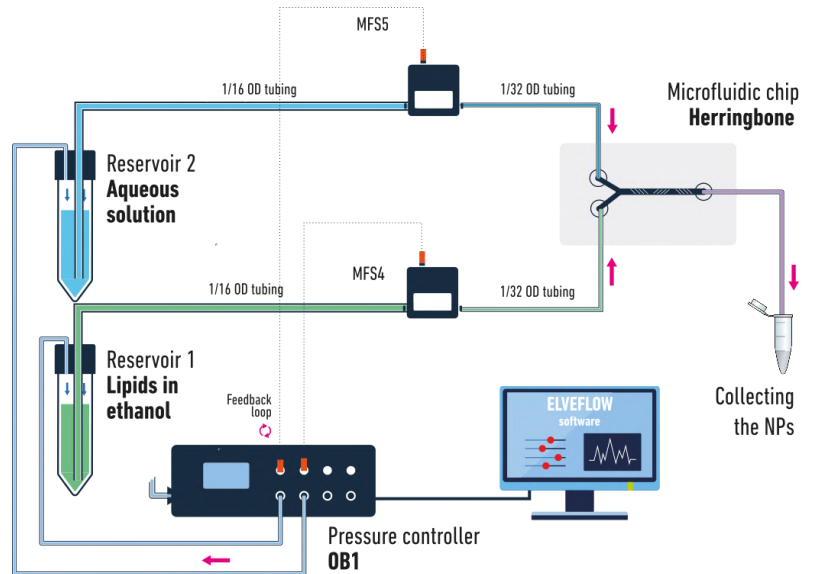 MFS5
1/16 OD tubing
1/32 OD tubing
Microfluidic chip
Herringbone
Reservoir 2
Aqueous
solution
MFS4
1/16 OD tubing
1/32 OD tubing
Reservoir 1
Lipids in
ethanol
Feedback
loop
ELVEFLOW
software
Collecting
the NPs
Pressure controller
OB1